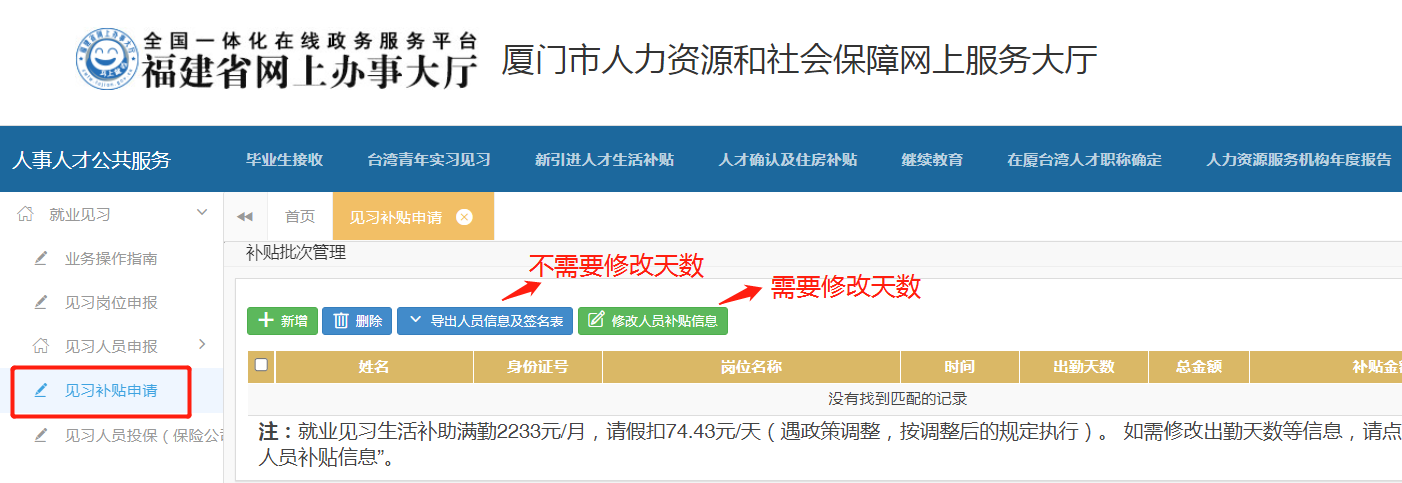 全国一体化在线政务服务平台
福建省网上办事大厅
厦门市人力资源和社会保障网上服务大厅
人事人才公共服务 毕业生接收 台湾青年实习见习 新引进人才生活补贴 人才确认及住房补贴 继续教育 在厦台湾人才职称确定 人力资源服务机构年度报告
就业见习 首页 见习补贴申请
补贴批次管理
业务操作指南 不需要修改天数 需要修改天数
见习岗位申报
新增 删除 导出人员信息及签名表 修改人员补贴信息
见习人员申报
姓名 身份证号 岗位名称 时间 出勤天数 总金额 补贴金
见习补贴申请
没有找到匹配的记录
见习人员投保（保险公
注：就业见习生活补助满勤2233元/月，请假扣74.43元/天（遇政策调整，按调整后的规定执行）。 如需修改出勤天数等信息，请点
人员补贴信息”。